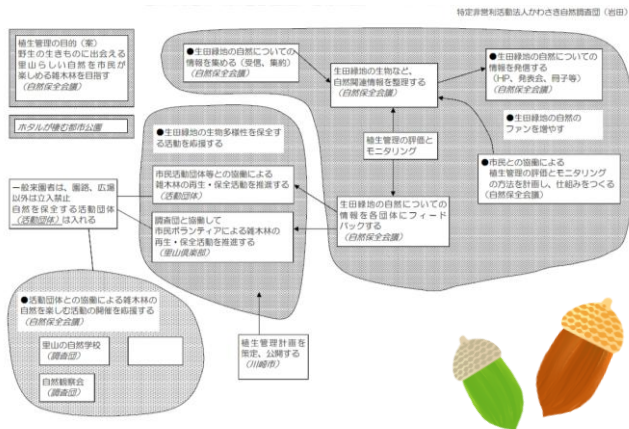 特定非営利活動法人かわさき自然調査団（岩田）
植生管理の目的（案）
野生の生きものに出会える
里山らしい自然を市民が
楽しめる雑木林を目指す
（自然保全会議）
ホタルが棲む都市公園
●生田緑地の自然についての
情報を集める（受信、集約）
（自然保全会議）
生田緑地の生物など、
自然関連情報を整理する
（自然保全会議）
●生田緑地の自然についての
情報を発信する
（HP、発表会、冊子等）
（自然保全会議）
●生田緑地の自然の
ファンを増やす
●生田緑地の生物多様性を保全す
る活動を応援する
（自然保全会議）
植生管理の評価と
モニタリング
●市民との協働による
植生管理の評価とモニタリング
の方法を計画し、仕組みをつくる
（自然保全会議）
市民活動団体等との協働による
雑木林の再生・保全活動を推進する
（活動団体）
一般来園者は、園路、広場
以外は立入禁止
自然を保全する活動団体
（活動団体）は入れる
生田緑地の自然についての
情報を各団体にフィード
バックする
（自然保全会議）
調査団と協働して
市民ボランティアによる雑木林の
再生・保全活動を推進する
（里山倶楽部）
●活動団体との協働による雑木林の
自然を楽しむ活動の開催を応援する
（自然保全会議）
里山の自然学校
（調査団）
自然観察会
（調査団）
植生管理計画を
策定、公開する
（川崎市）